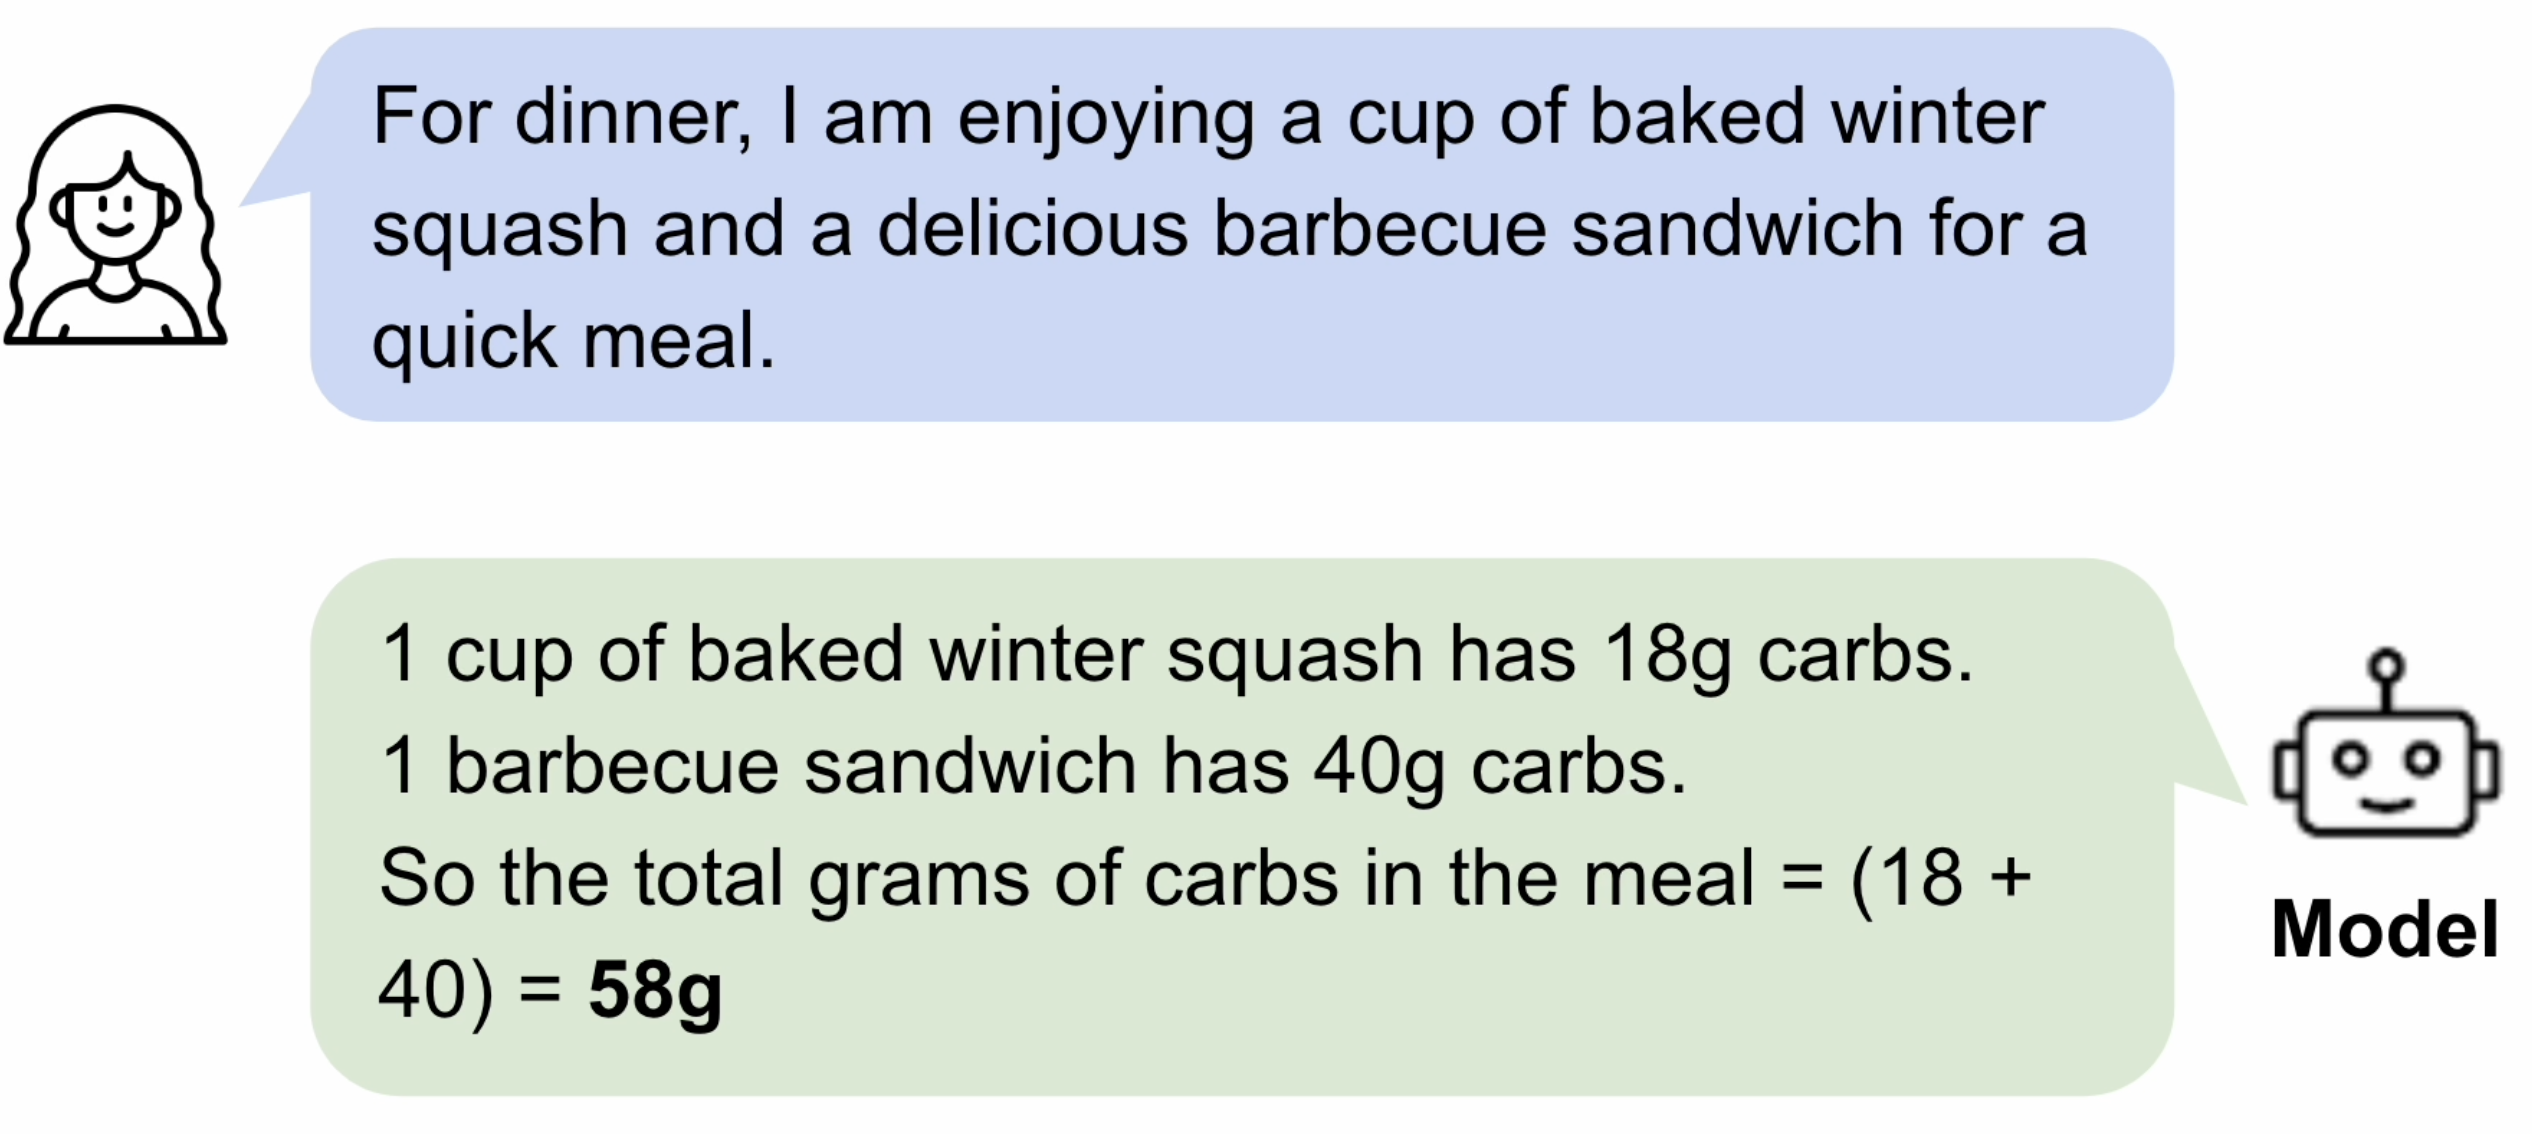 For dinner, I am enjoying a cup of baked winter
squash and a delicious barbecue sandwich for a
quick meal.
1 cup of baked winter squash has 18g carbs.
1 barbecue sandwich has 40g carbs.
So the total grams of carbs in the meal = (18 +
40) = 58g
Model